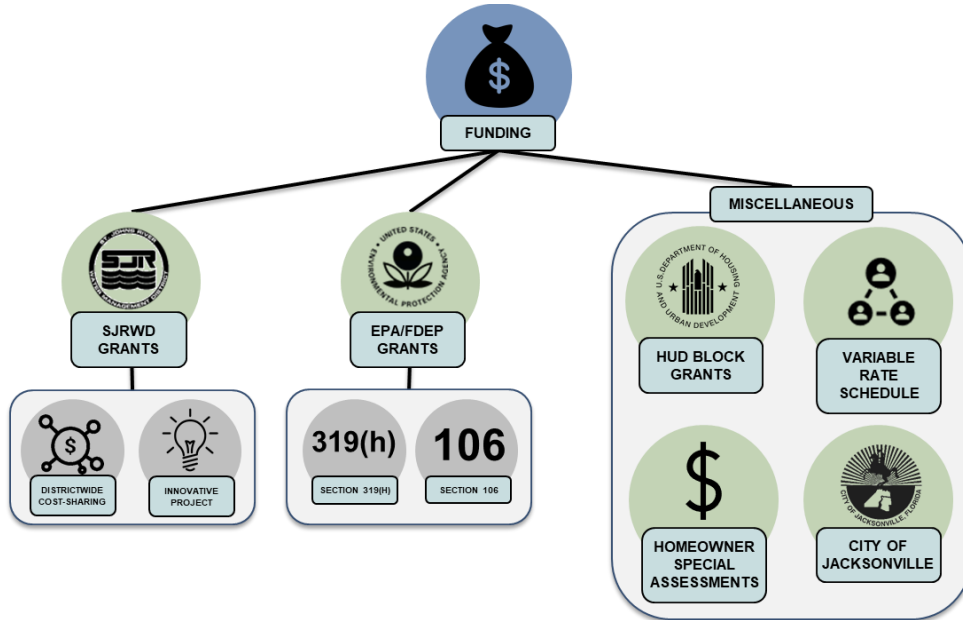 $
FUNDING
MISCELLANEOUS
ST. JOHNS RIVER
SJR
WATER MANAGEMENT DISTRICT
SJRWD
GRANTS
UNITED STATES
ENVIRONMENTAL PROTECTION AGENCY
EPA/FDEP
GRANTS
U.S. DEPARTMENT OF HOUSING
AND URBAN DEVELOPMENT
HUD BLOCK
GRANTS
VARIABLE
RATE
SCHEDULE
$
DISTRICTWIDE
COST-SHARING
INNOVATIVE
PROJECT
319(h)
SECTION 319(H)
106
SECTION 106
$
HOMEOWNER
SPECIAL
ASSESSMENTS
CITY OF JACKSONVILLE, FLORIDA
CITY OF
JACKSONVILLE